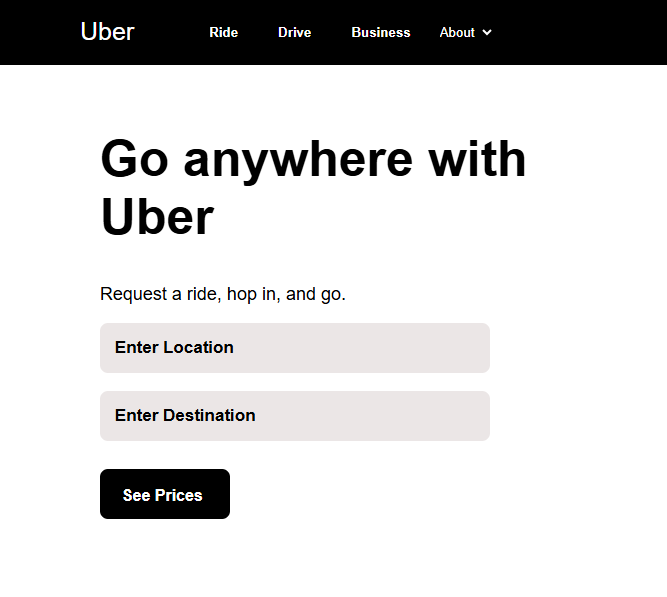 Uber Ride Drive Business About
Go anywhere with
Uber
Request a ride, hop in, and go.
Enter Location
Enter Destination
See Prices